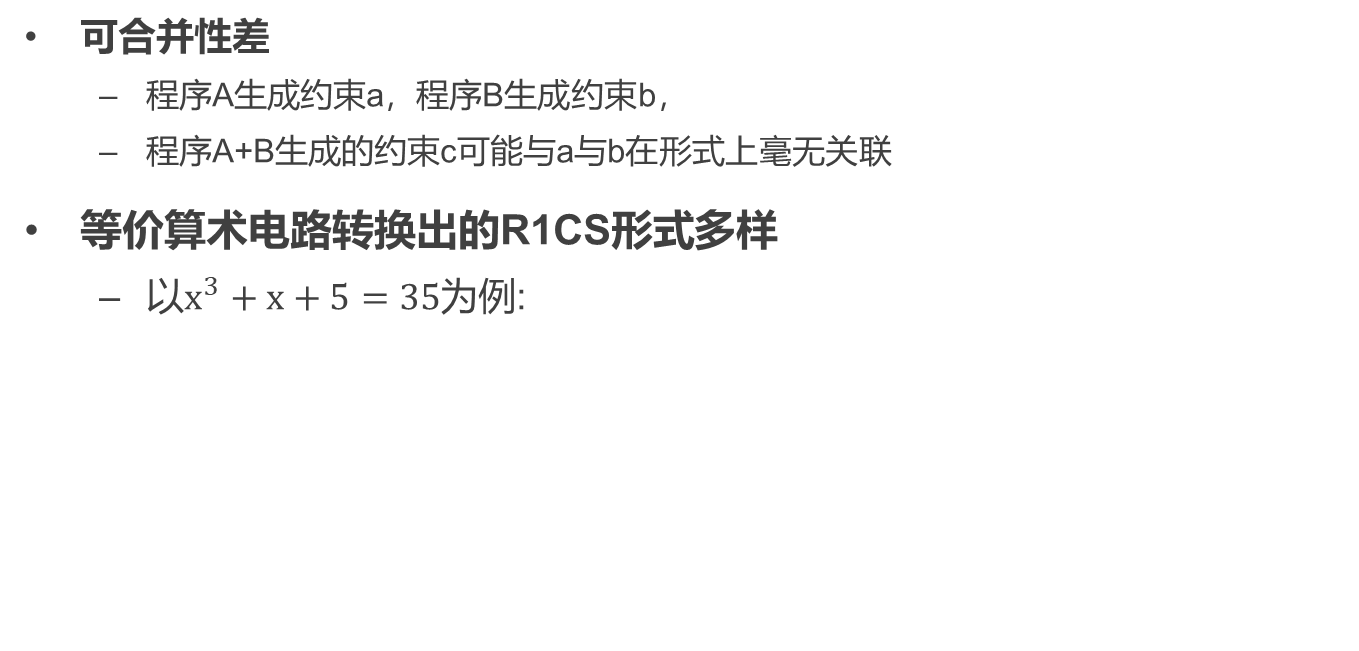 • 可合并性差
– 程序A生成约束a，程序B生成约束b，
– 程序A+B生成的约束c可能与a与b在形式上毫无关联
• 等价算术电路转换出的R1CS形式多样
– 以x³ + x + 5 = 35为例: